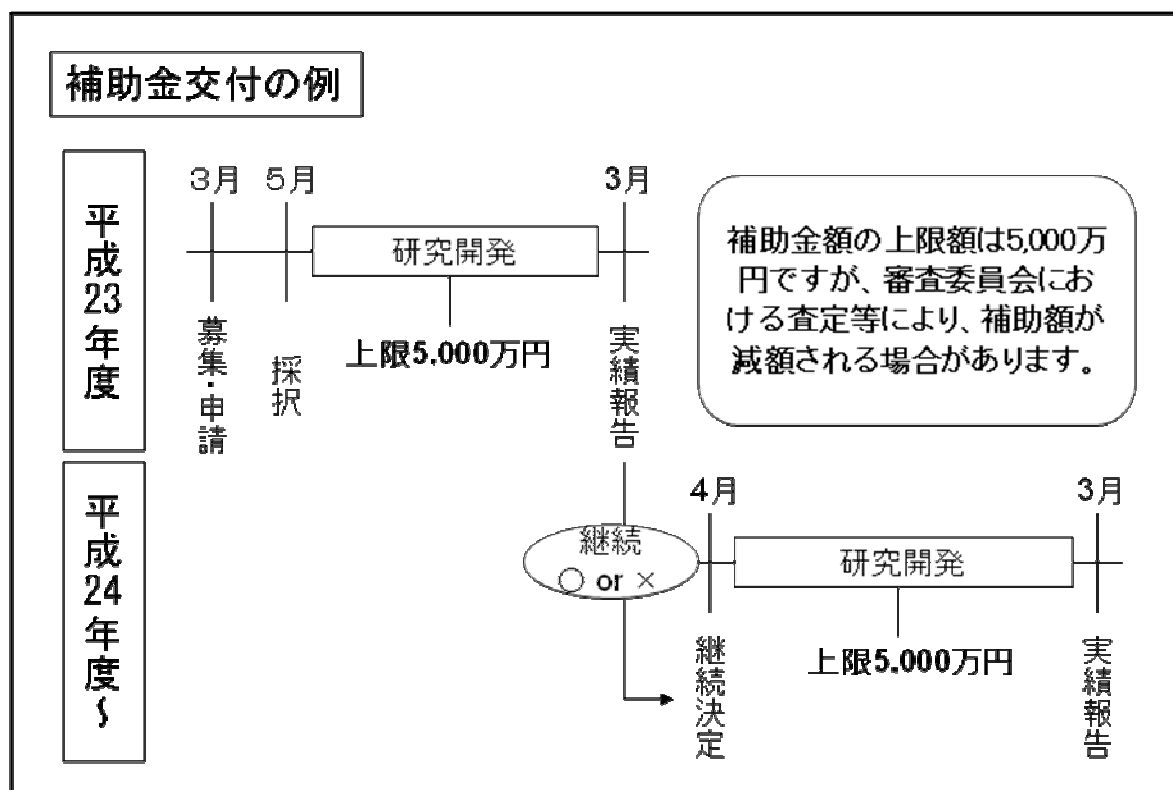 補助金交付の例
平成23年度
3月
5月
3月
研究開発
上限5,000万円
募集・申請
採択
実績報告
補助金額の上限額は5,000万
円ですが、審査委員会にお
ける査定等により、補助額が
減額される場合があります。
平成24年度~
継続
○ or ×
4月
3月
研究開発
上限5,000万円
継続決定
実績報告